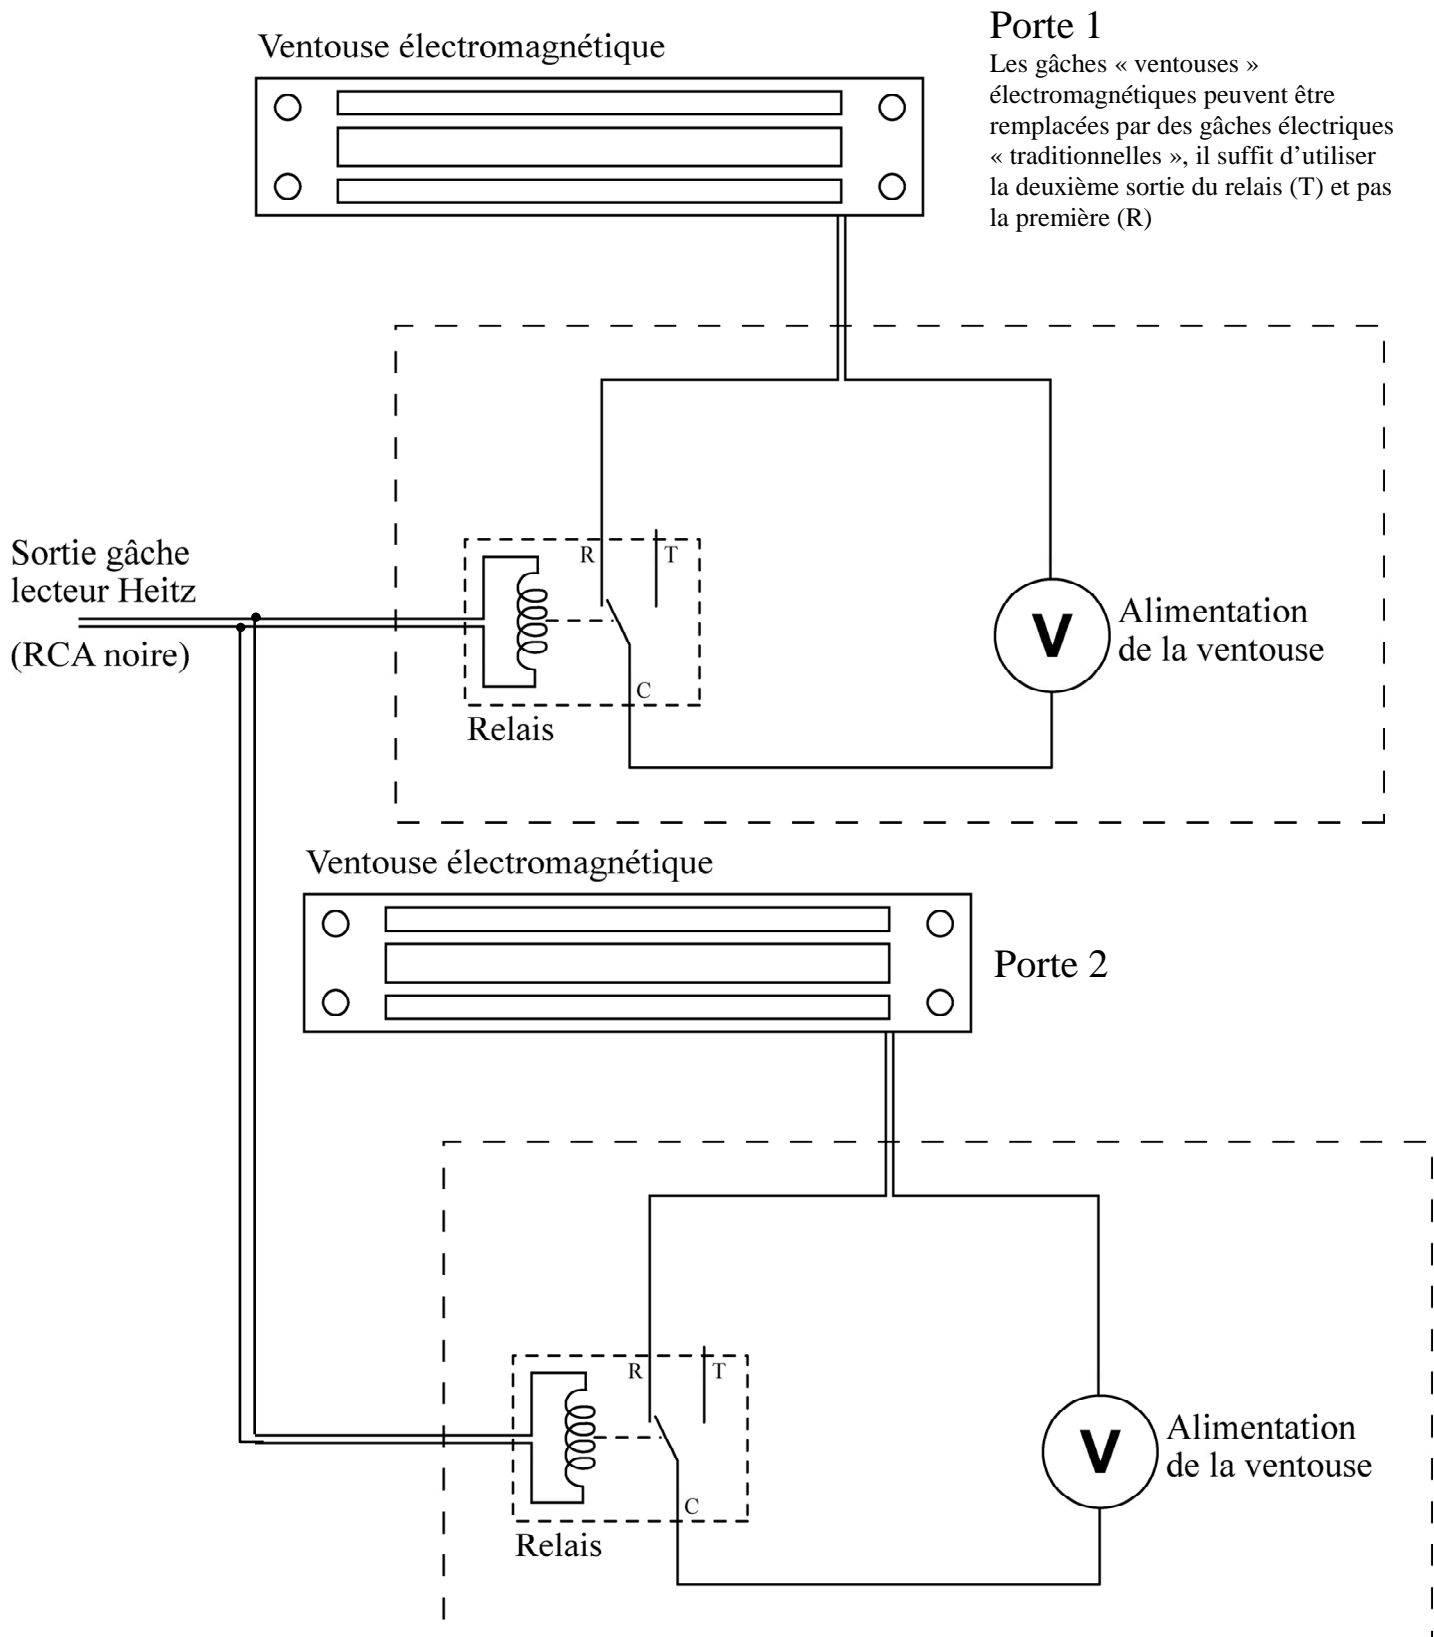 Ventouse électromagnétique
Porte 1
Les gâches « ventouses »
électromagnétiques peuvent être
remplacées par des gâches électriques
« traditionnelles », il suffit d’utiliser
la deuxième sortie du relais (T) et pas
la première (R)
Sortie gâche
lecteur Heitz
(RCA noire)
R
T
C
Relais
V
Alimentation
de la ventouse
Ventouse électromagnétique
Porte 2
R
T
C
Relais
V
Alimentation
de la ventouse